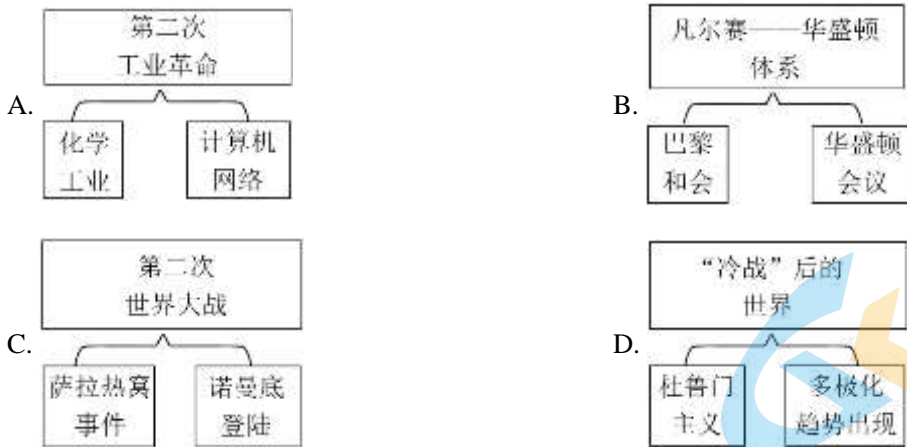 第二次
工业革命
A.
化学
工业
计算机
网络
凡尔赛——华盛顿
体系
B.
巴黎
和会
华盛顿
会议
第二次
世界大战
C.
萨拉热窝
事件
诺曼底
登陆
“冷战”后的
世界
D.
杜鲁门
主义
多极化
趋势出现